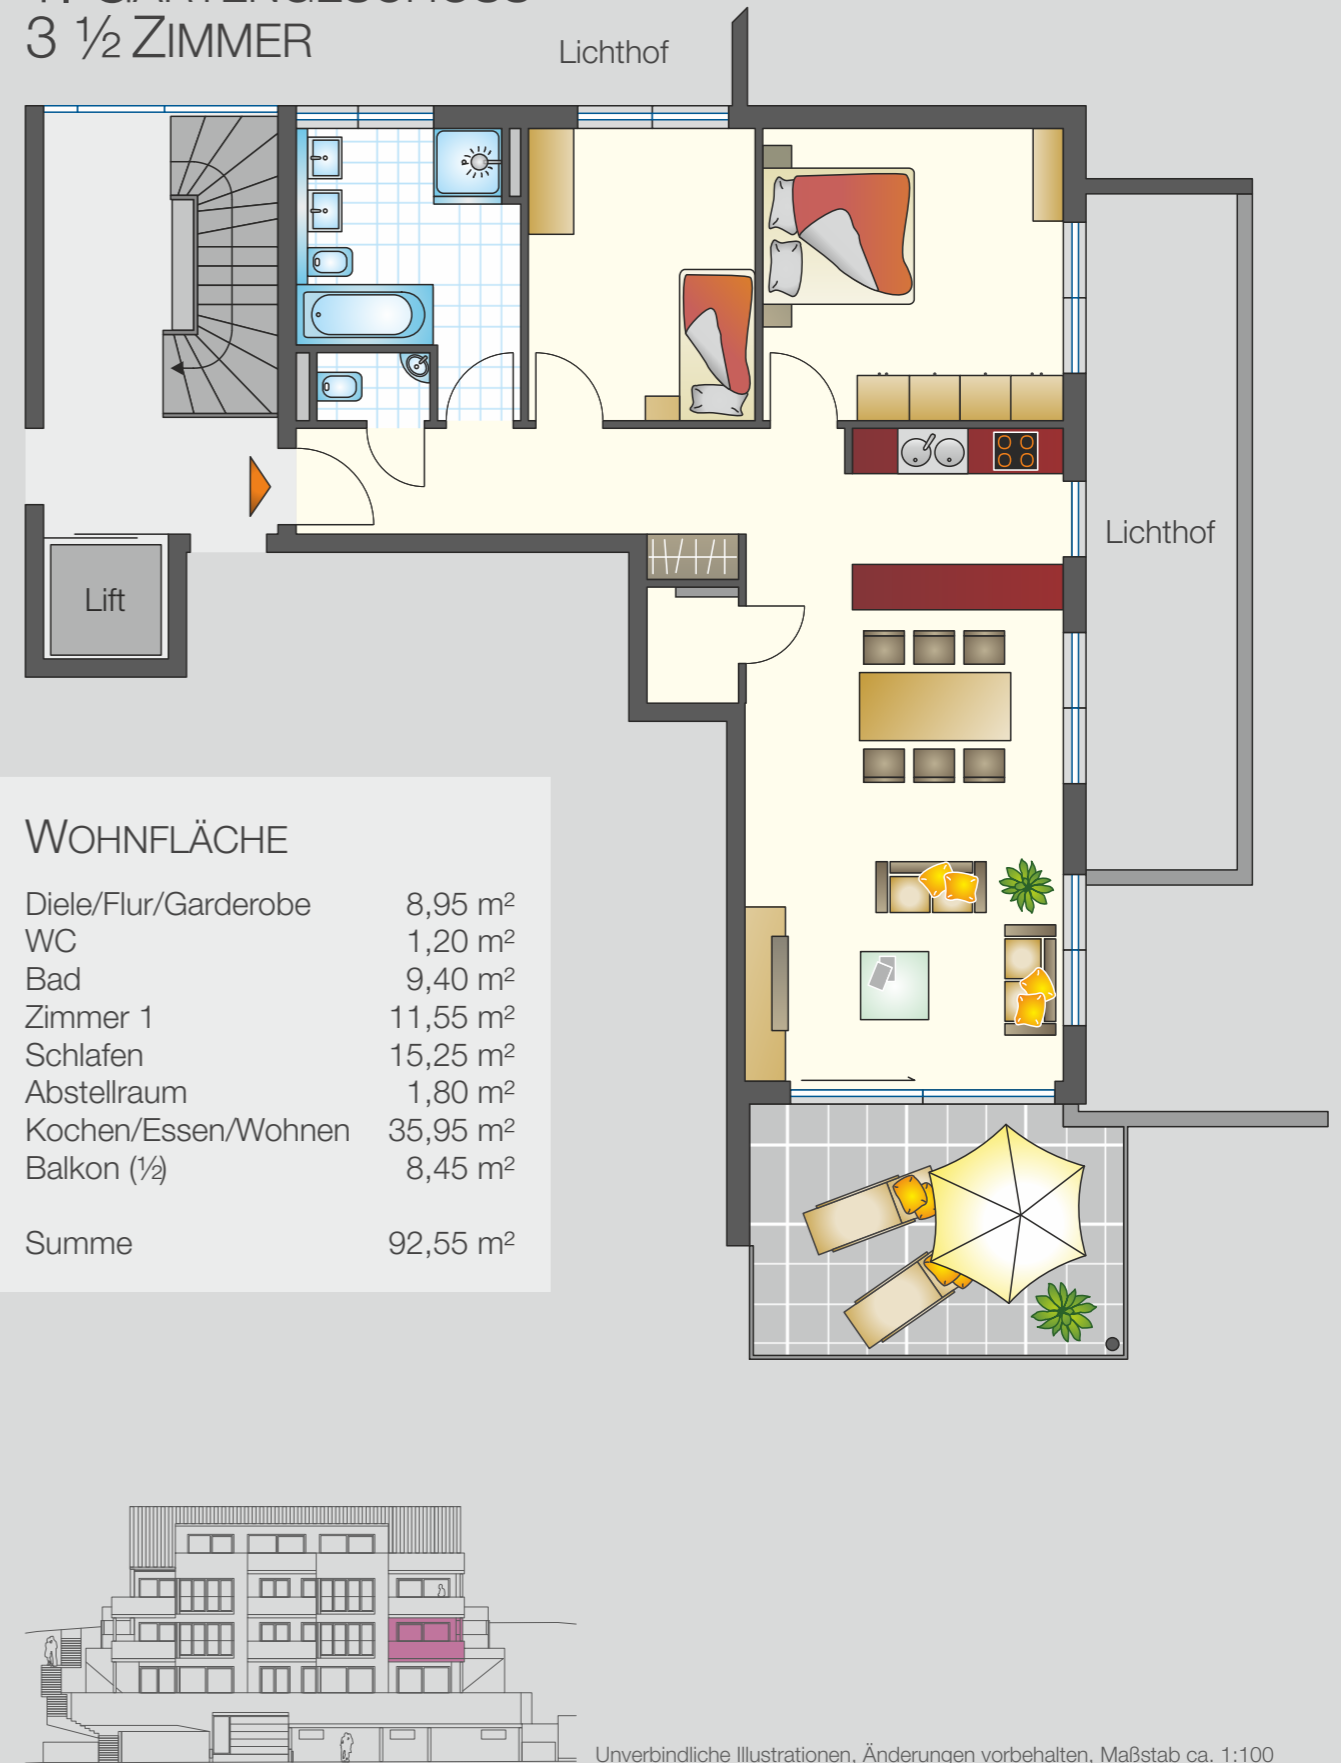 3 ½ ZIMMER
Lichthof
Lichthof
Lift
WOHNFLÄCHE
Diele/Flur/Garderobe 8,95 m²
WC 1,20 m²
Bad 9,40 m²
Zimmer 1 11,55 m²
Schlafen 15,25 m²
Abstellraum 1,80 m²
Kochen/Essen/Wohnen 35,95 m²
Balkon (½) 8,45 m²
Summe 92,55 m²
Unverbindliche Illustrationen, Änderungen vorbehalten, Maßstab ca. 1:100